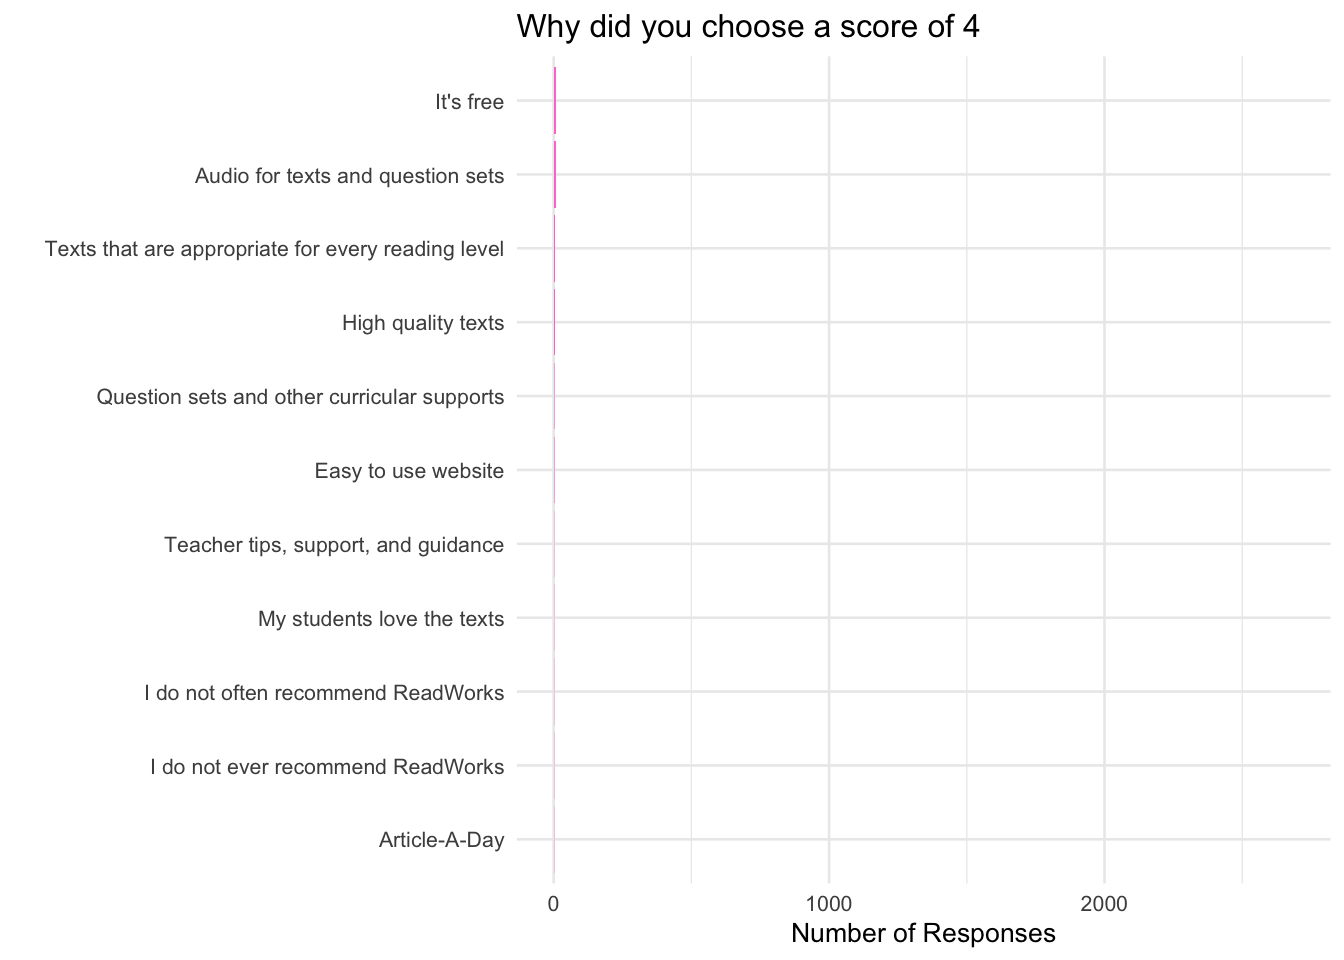 Why did you choose a score of 4
It's free
Audio for texts and question sets
Texts that are appropriate for every reading level
High quality texts
Question sets and other curricular supports
Easy to use website
Teacher tips, support, and guidance
My students love the texts
I do not often recommend ReadWorks
I do not ever recommend ReadWorks
Article-A-Day
0 1000 2000
Number of Responses